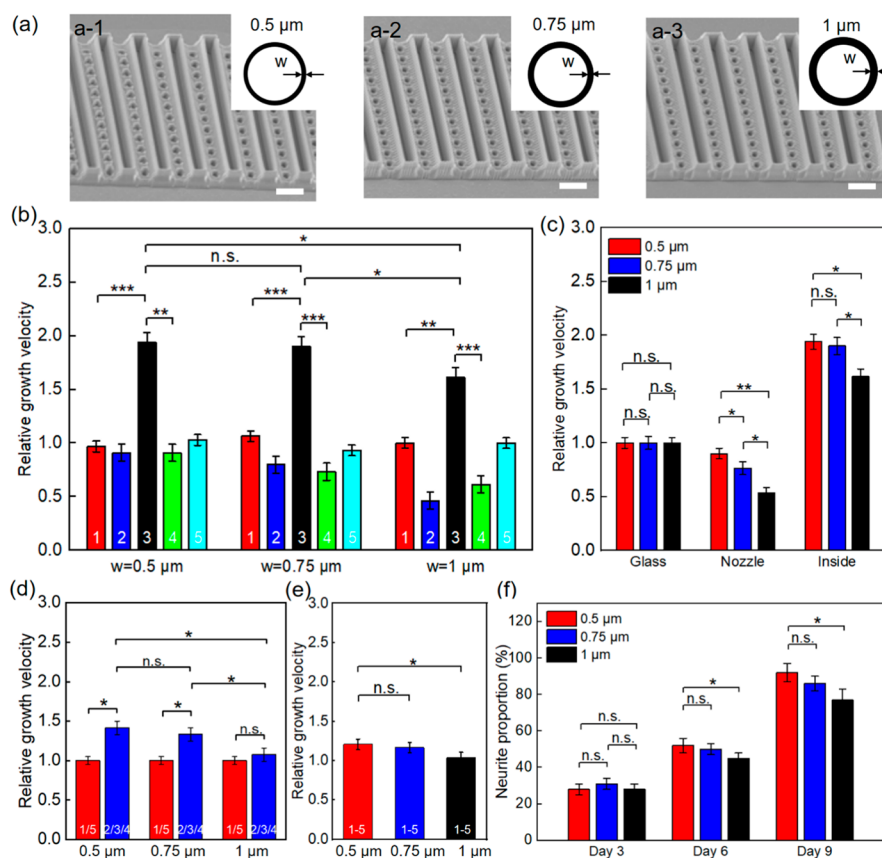 (a)
a-1
0.5 µm
w
a-2
0.75 µm
w
a-3
1 µm
w
(b)
Relative growth velocity
3.0
2.5
2.0
1.5
1.0
0.5
0.0
*
n.s.
*
***
**
***
***
**
***
1 2 3 4 5
1 2 3 4 5
1 2 3 4 5
w=0.5 µm w=0.75 µm w=1 µm
(c)
Relative growth velocity
3.0
2.5
2.0
1.5
1.0
0.5
0.0
0.5 µm
0.75 µm
1 µm
n.s.
n.s.
n.s.
**
*
*
*
n.s.
*
Glass Nozzle Inside
(d)
Relative growth velocity
3.0
2.5
2.0
1.5
1.0
0.5
0.0
*
n.s.
*
*
*
n.s.
1/5 2/3/4 1/5 2/3/4 1/5 2/3/4
0.5 µm 0.75 µm 1 µm
(e)
Relative growth velocity
3.0
2.5
2.0
1.5
1.0
0.5
0.0
*
n.s.
1-5 1-5 1-5
0.5 µm 0.75 µm 1 µm
(f)
Neurite proportion (%)
120
80
40
0
0.5 µm
0.75 µm
1 µm
n.s.
n.s.
n.s.
*
n.s.
*
n.s.
Day 3 Day 6 Day 9